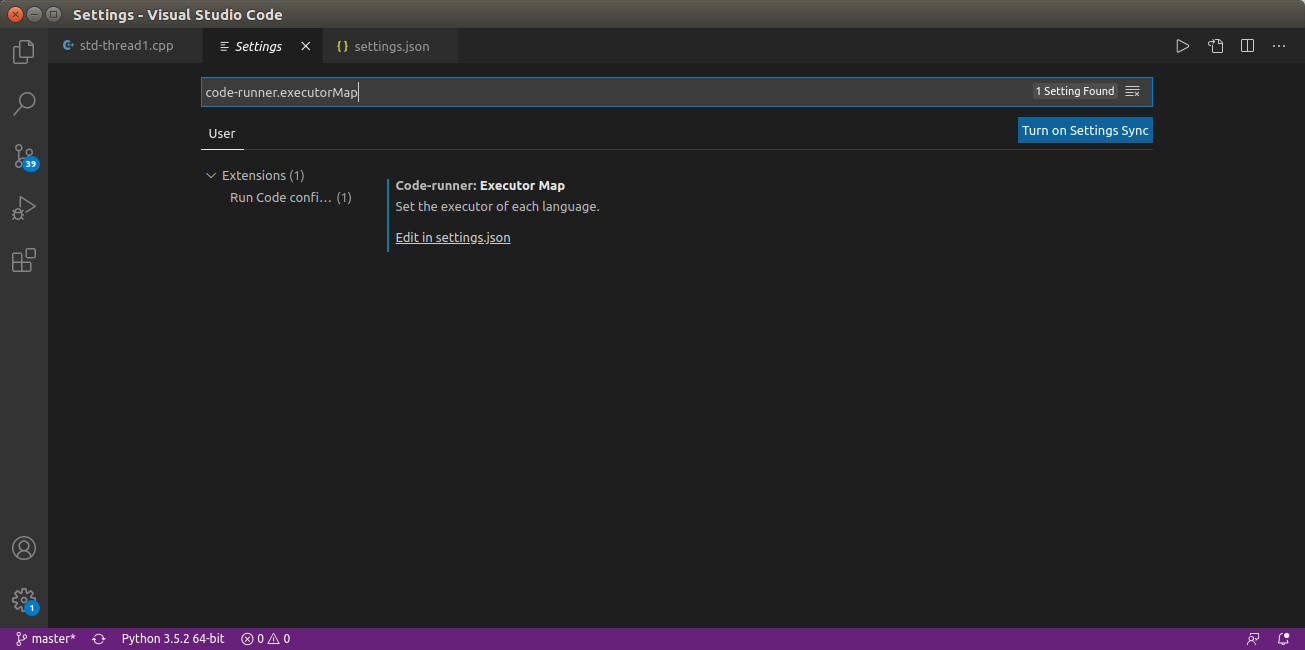 Settings - Visual Studio Code
std-thread1.cpp
Settings
settings.json
code-runner.executorMap
1 Setting Found
User
Turn on Settings Sync
Extensions (1)
Run Code confi... (1)
Code-runner: Executor Map
Set the executor of each language.
Edit in settings.json
39
1
master*
Python 3.5.2 64-bit
0
0